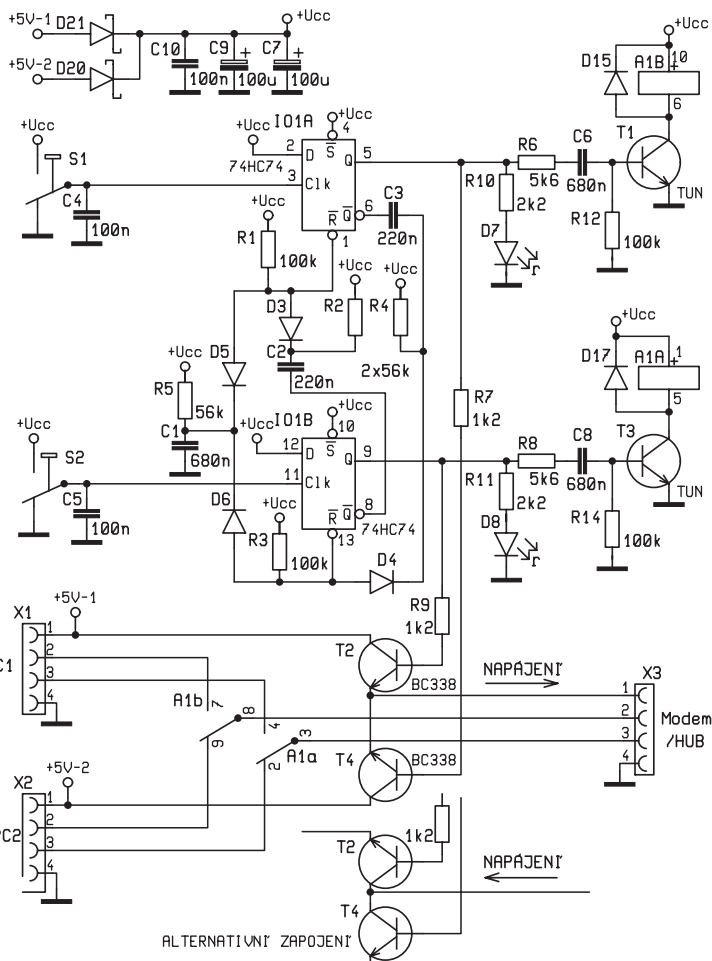 +5V-1 D21 +Ucc
C10 C9 + C7 +
+5V-2 D20
100n 100u 100u
+Ucc
D15 A1B + 10
6
+Ucc
S1
C4
100n
+Ucc IO1A +Ucc
4
2 D S Q 5
74HC74
3 Clk
R Q 6
1
C3
220n
R6
5k6
C6
680n
T1
TUN
R10
2k2
D7
R12
100k
+Ucc
R1
100k
D3
C2
220n
+Ucc
R2
+Ucc
R4
2x56k
+Ucc
D17 A1A + 1
5
+Ucc
R5
56k
D5
C1
680n
D6
R7
1k2
+Ucc
S2
C5
100n
+Ucc IO1B +Ucc
10
12 D S Q 9
11 Clk
R Q 8
13
74HC74
R8
5k6
C8
680n
T3
TUN
R11
2k2
D8
R14
100k
+Ucc
R3
100k
D4
R9
1k2
X1
+5V-1
1
2
3
4
C1
T2
BC338
NAPÁJENÍ
X3
1
2
3
4
Modem
/HUB
A1b
7
8
9
4
3
2
A1a
X2
+5V-2
1
2
3
4
PC2
T4
BC338
1k2
T2
NAPÁJENÍ
T4
ALTERNATIVNÍ ZAPOJENÍ